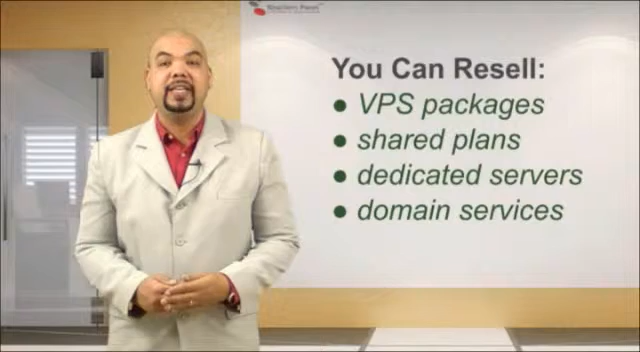 You Can Resell:
● VPS packages
● shared plans
● dedicated servers
● domain services